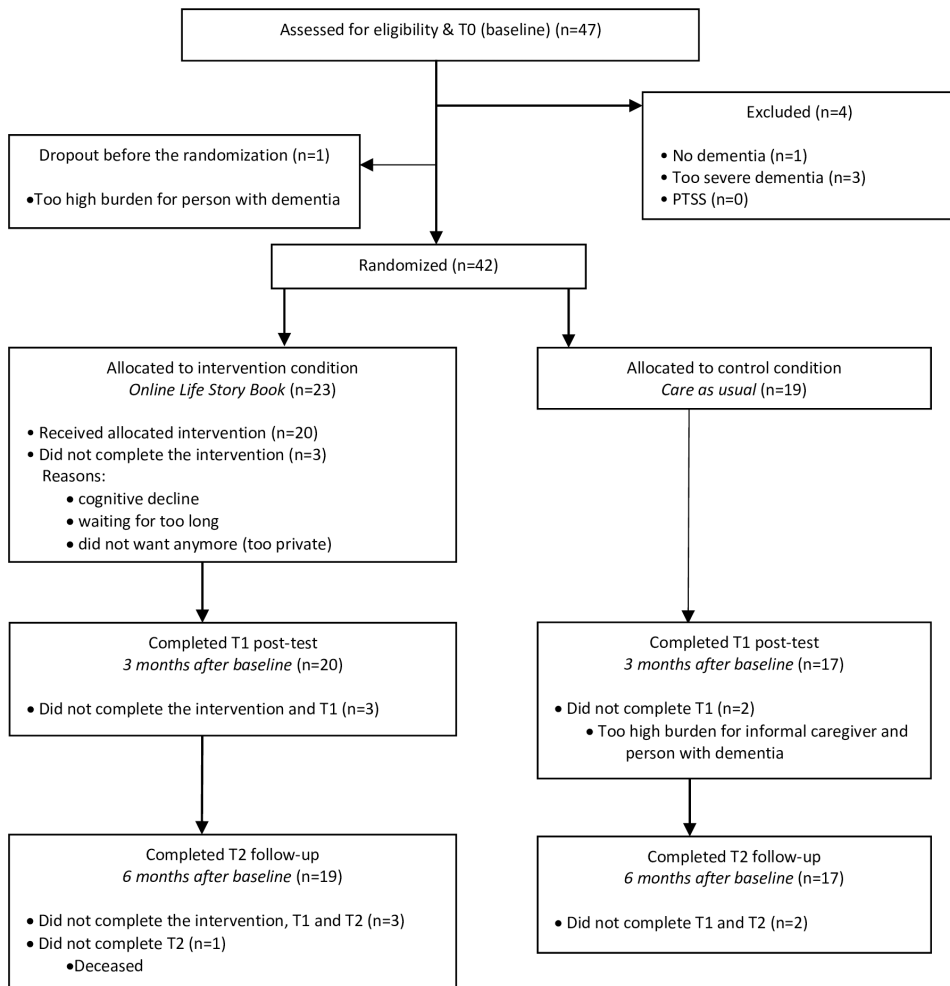 Assessed for eligibility & T0 (baseline) (n=47)
Excluded (n=4)
• No dementia (n=1)
• Too severe dementia (n=3)
• PTSS (n=0)
Dropout before the randomization (n=1)
•Too high burden for person with dementia
Randomized (n=42)
Allocated to intervention condition
Online Life Story Book (n=23)
• Received allocated intervention (n=20)
• Did not complete the intervention (n=3)
Reasons:
• cognitive decline
• waiting for too long
• did not want anymore (too private)
Allocated to control condition
Care as usual (n=19)
Completed T1 post-test
3 months after baseline (n=20)
• Did not complete the intervention and T1 (n=3)
Completed T1 post-test
3 months after baseline (n=17)
• Did not complete T1 (n=2)
• Too high burden for informal caregiver and
person with dementia
Completed T2 follow-up
6 months after baseline (n=19)
• Did not complete the intervention, T1 and T2 (n=3)
• Did not complete T2 (n=1)
•Deceased
Completed T2 follow-up
6 months after baseline (n=17)
• Did not complete T1 and T2 (n=2)